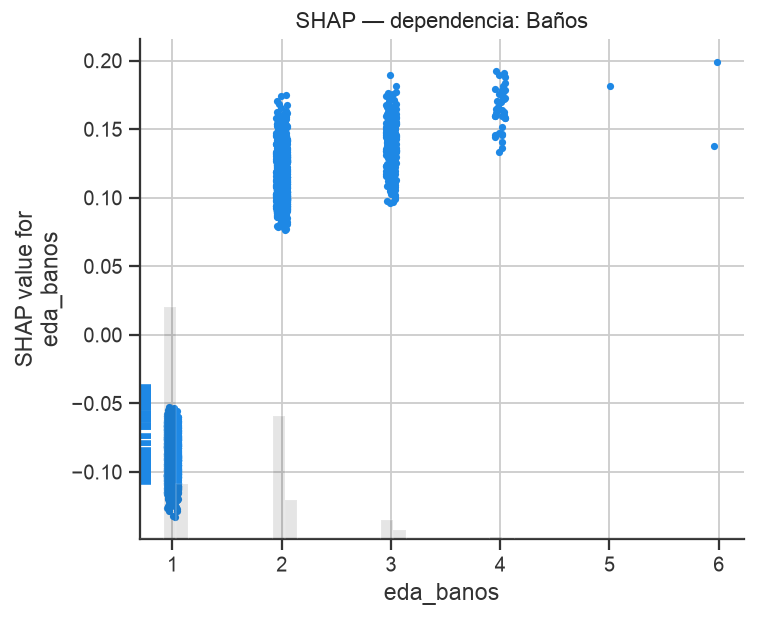 SHAP — dependencia: Baños
0.20
0.15
0.10
0.05
0.00
−0.05
−0.10
SHAP value for
eda_banos
1 2 3 4 5 6
eda_banos